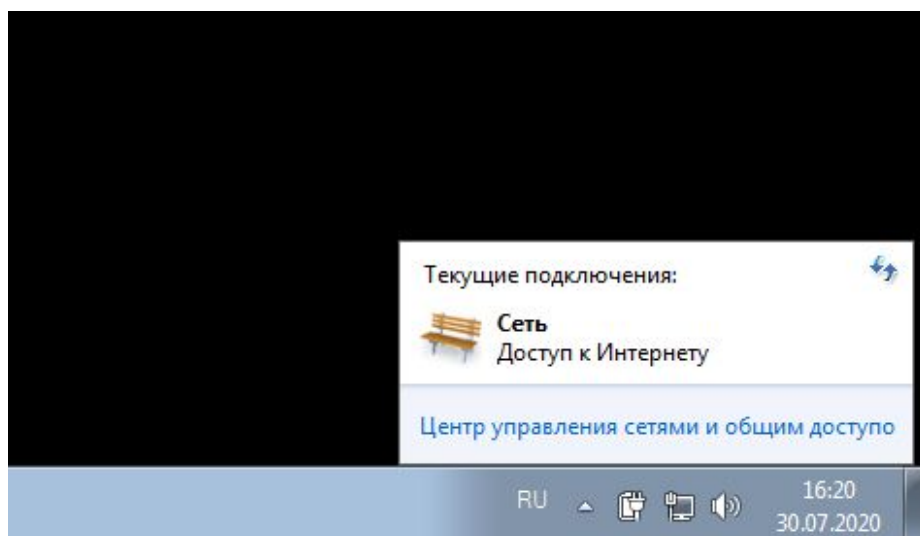 Текущие подключения:
Сеть
Доступ к Интернету
Центр управления сетями и общим доступо
RU
16:20
30.07.2020